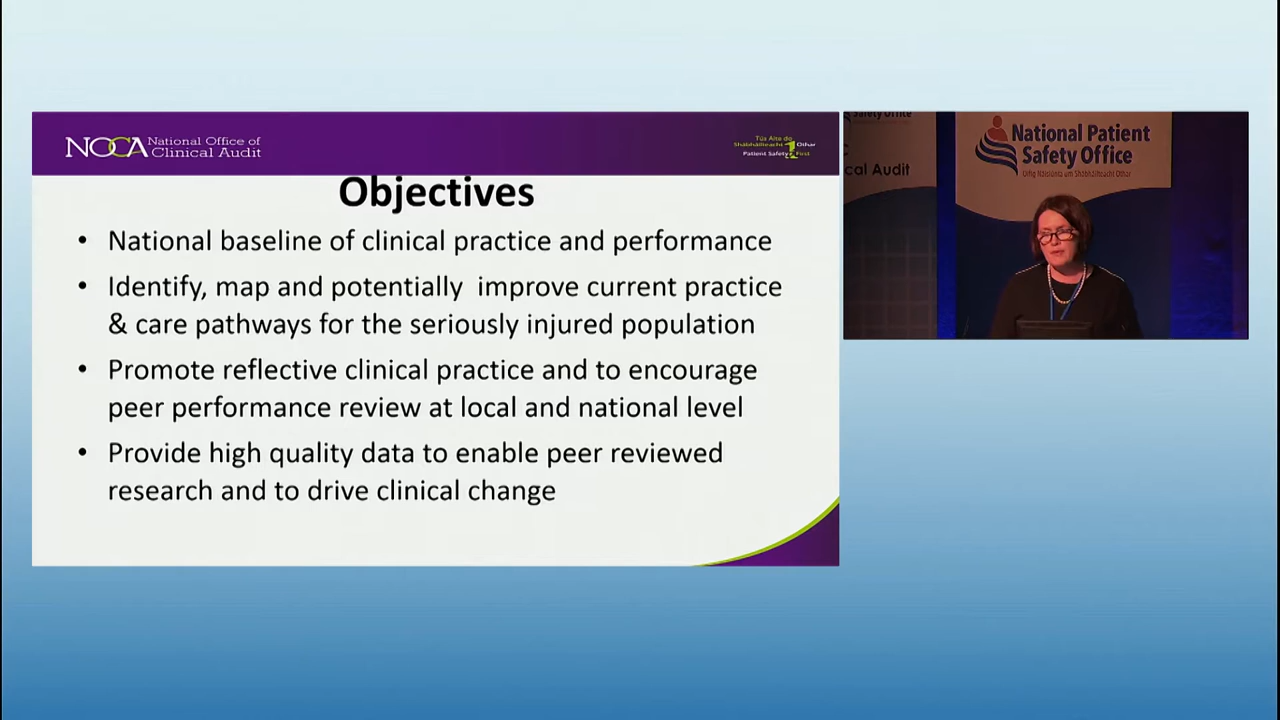 NOCA National Office of
Clinical Audit
Tús Áite do
Shábháilteacht 1 Othar
Patient Safety First
Objectives
• National baseline of clinical practice and performance
• Identify, map and potentially improve current practice
& care pathways for the seriously injured population
• Promote reflective clinical practice and to encourage
peer performance review at local and national level
• Provide high quality data to enable peer reviewed
research and to drive clinical change
Safety Office
cal Audit
National Patient
Safety Office
Oifig Náisiúnta um Shábháilteacht Othar